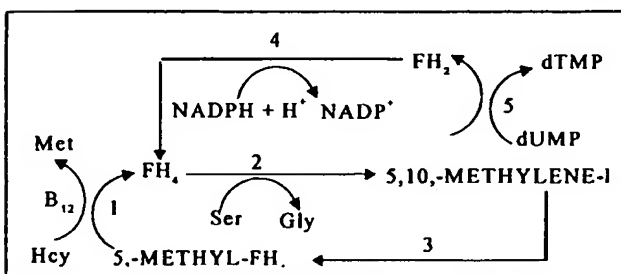 4
FH₂ dTMP
NADPH + H⁺ NADP⁺ 5
Met dUMP
FH₄ 2 5,10,-METHYLENE-
B₁₂ 1 Ser Gly
Hcy 5,-METHYL-FH 3